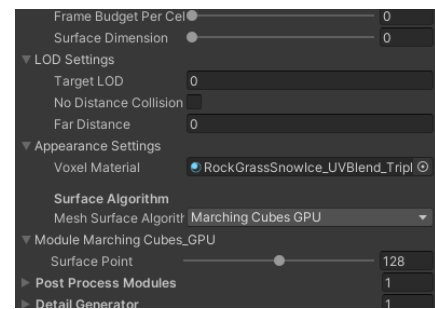 Frame Budget Per Cel 0
Surface Dimension 0
LOD Settings
Target LOD 0
No Distance Collision
Far Distance 0
Appearance Settings
Voxel Material RockGrassSnowIce_UVBlend_Tripl
Surface Algorithm
Mesh Surface Algorith Marching Cubes GPU
Module Marching Cubes_GPU
Surface Point 128
Post Process Modules 1
Detail Generator 1